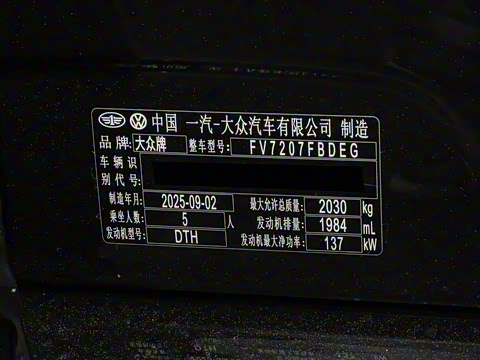 中国 一汽-大众汽车有限公司 制造
品牌: 大众牌 整车型号: FV7207FBDEG
车辆识
别代号:
制造年月: 2025-09-02 最大允许总质量: 2030 kg
乘坐人数: 5 人 发动机排量: 1984 mL
发动机型号: DTH 发动机最大净功率: 137 kW